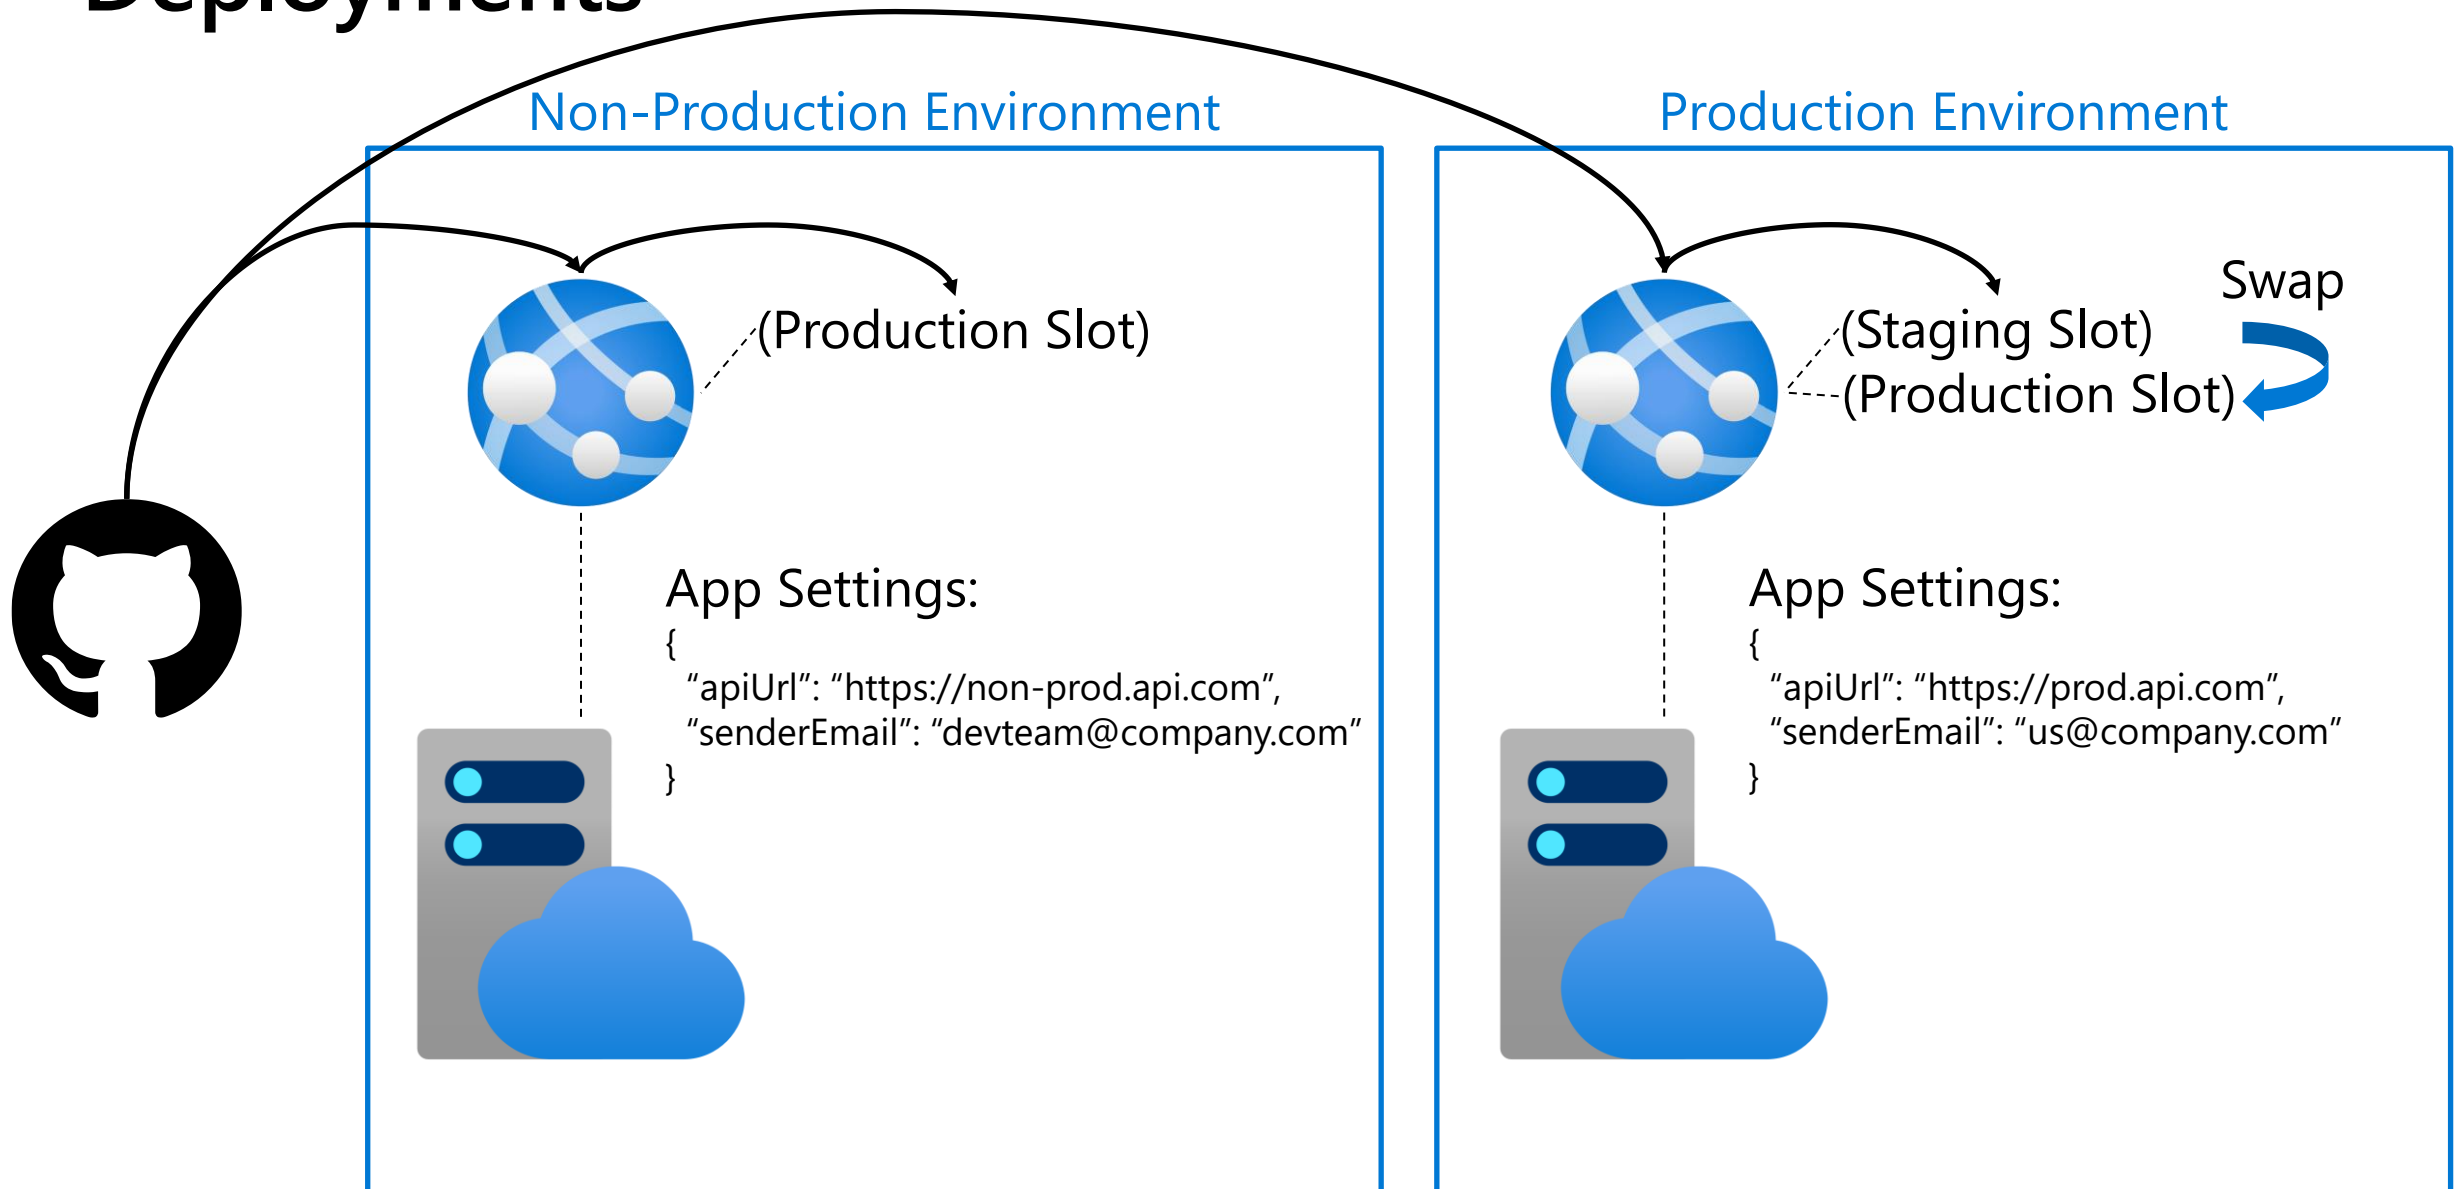 Deployments
Non-Production Environment
Production Environment
(Production Slot)
Swap
(Staging Slot)
(Production Slot)
App Settings:
{
“apiUrl”: “https://non-prod.api.com”,
“senderEmail”: “devteam@company.com”
}
App Settings:
{
“apiUrl”: “https://prod.api.com”,
“senderEmail”: “us@company.com”
}